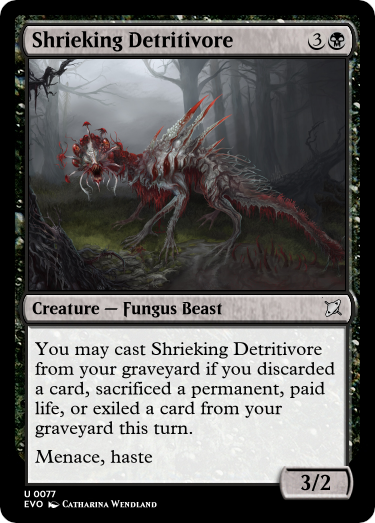 Shrieking Detritivore 3
Creature — Fungus Beast
You may cast Shrieking Detritivore
from your graveyard if you discarded
a card, sacrificed a permanent, paid
life, or exiled a card from your
graveyard this turn.
Menace, haste
3/2
U 0077
EVO Catharina Wendland